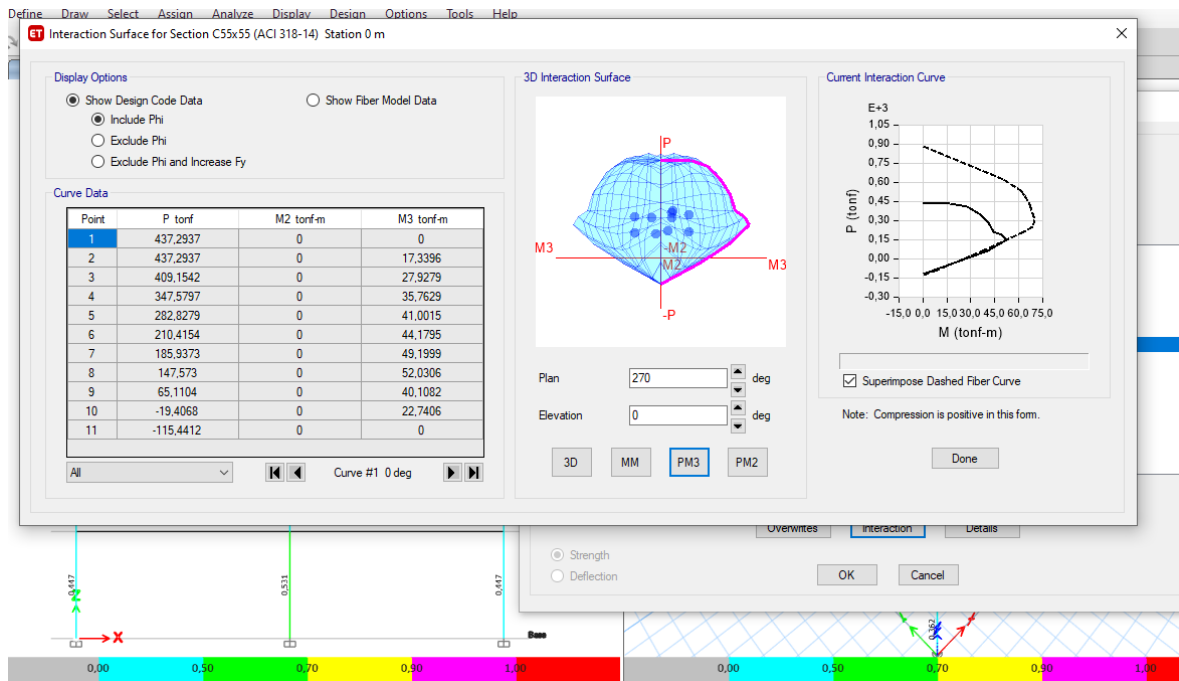 Define Draw Select Assign Analyze Display Design Options Tools Help
ET Interaction Surface for Section C55x55 (ACI 318-14) Station 0 m
Display Options
Show Design Code Data
Show Fiber Model Data
Include Phi
Exclude Phi
Exclude Phi and Increase Fy
Curve Data
Point P tonf M2 tonf-m M3 tonf-m
1 437,2937 0 0
2 437,2937 0 17,3396
3 409,1542 0 27,9279
4 347,5797 0 35,7629
5 282,8279 0 41,0015
6 210,4154 0 44,1795
7 185,9373 0 49,1999
8 147,573 0 52,0306
9 65,1104 0 40,1082
10 -19,4068 0 22,7406
11 -115,4412 0 0
All
Curve #1 0 deg
3D Interaction Surface
P
M3
-M2
M2
M3
-P
Plan 270 deg
Elevation 0 deg
3D MM PM3 PM2
Current Interaction Curve
E+3
1,05
0,90
0,75
0,60
0,45
0,30
0,15
0,00
-0,15
-0,30
P (tonf)
-15,0 0,0 15,0 30,0 45,0 60,0 75,0
M (tonf-m)
Superimpose Dashed Fiber Curve
Note: Compression is positive in this form.
Done
Overwrites Interaction Details
Strength
Deflection
OK Cancel
0,447
0,531
0,447
Z
X
Base
0,362
0,00 0,50 0,70 0,90 1,00
0,00 0,50 0,70 0,90 1,00